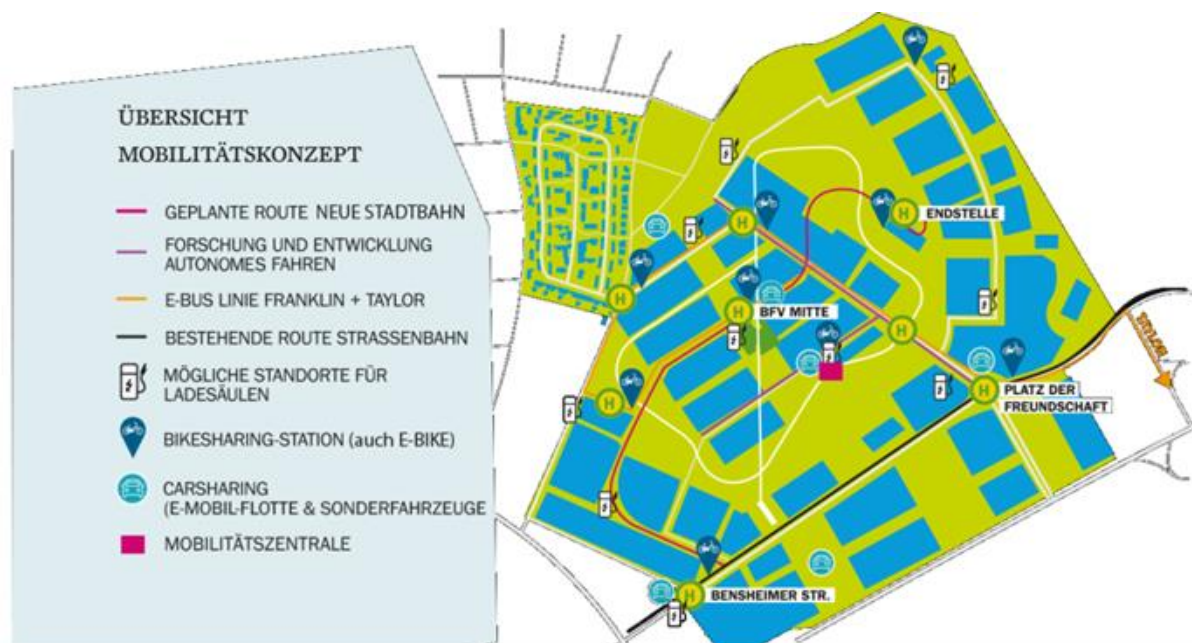 ÜBERSICHT
MOBILITÄTSKONZEPT
GEPLANTE ROUTE NEUE STADTBAHN
FORSCHUNG UND ENTWICKLUNG
AUTONOMES FAHREN
E-BUS LINIE FRANKLIN + TAYLOR
BESTEHENDE ROUTE STRASSENBAHN
MÖGLICHE STANDORTE FÜR
LADESÄULEN
BIKESHARING-STATION (auch E-BIKE)
CARSHARING
(E-MOBIL-FLOTTE & SONDERFAHRZEUGE
MOBILITÄTSZENTRALE
H
ENDSTELLE
H
H
H
BFV MITTE
H
TAYLOR
H
PLATZ DER
FREUNDSCHAFT
H
H
BENSHEIMER STR.